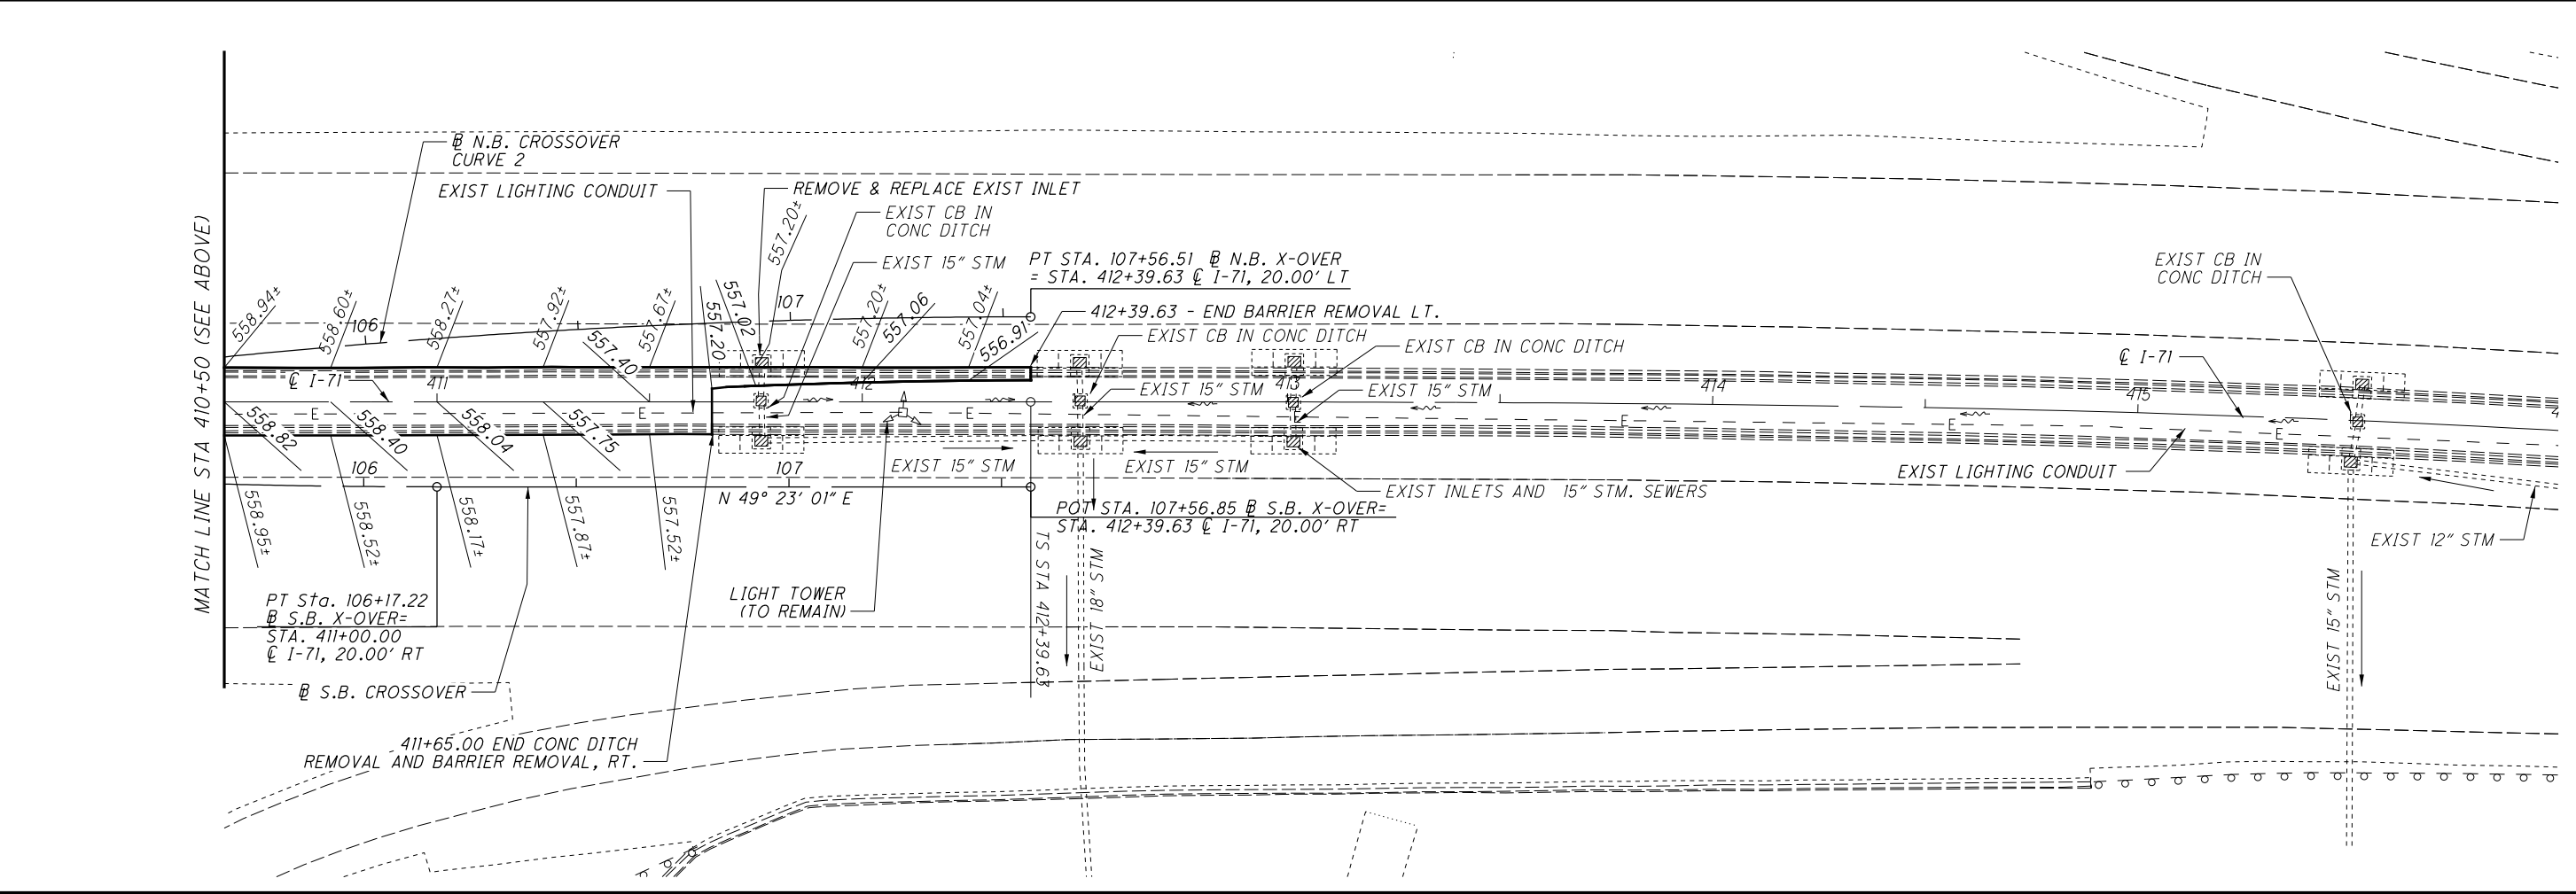 MATCH LINE STA 410+50 (SEE ABOVE)
⅊ N.B. CROSSOVER
CURVE 2
EXIST LIGHTING CONDUIT
REMOVE & REPLACE EXIST INLET
EXIST CB IN
CONC DITCH
EXIST 15" STM
PT STA. 107+56.51 ⅊ N.B. X-OVER
= STA. 412+39.63 ℄ I-71, 20.00' LT
412+39.63 - END BARRIER REMOVAL LT.
EXIST CB IN CONC DITCH
EXIST CB IN CONC DITCH
EXIST CB IN
CONC DITCH
℄ I-71
558.94±
558.60±
106
558.27±
557.92±
557.67±
557.20
557.02
557.20±
107
557.20±
557.06
557.04±
556.91
557.40
℄ I-71
411
412
EXIST 15" STM
413
EXIST 15" STM
414
415
4
E
E
E
E
E
E
E
558.82
558.40
558.04
557.75
106
107
EXIST 15" STM
EXIST 15" STM
EXIST LIGHTING CONDUIT
EXIST INLETS AND 15" STM. SEWERS
N 49° 23' 01" E
POT STA. 107+56.85 ⅊ S.B. X-OVER=
STA. 412+39.63 ℄ I-71, 20.00' RT
558.95±
558.52±
558.17±
557.87±
557.52±
EXIST 12" STM
TS STA 412+39.63
EXIST 18" STM
EXIST 15" STM
LIGHT TOWER
(TO REMAIN)
PT Sta. 106+17.22
⅊ S.B. X-OVER=
STA. 411+00.00
℄ I-71, 20.00' RT
⅊ S.B. CROSSOVER
411+65.00 END CONC DITCH
REMOVAL AND BARRIER REMOVAL, RT.